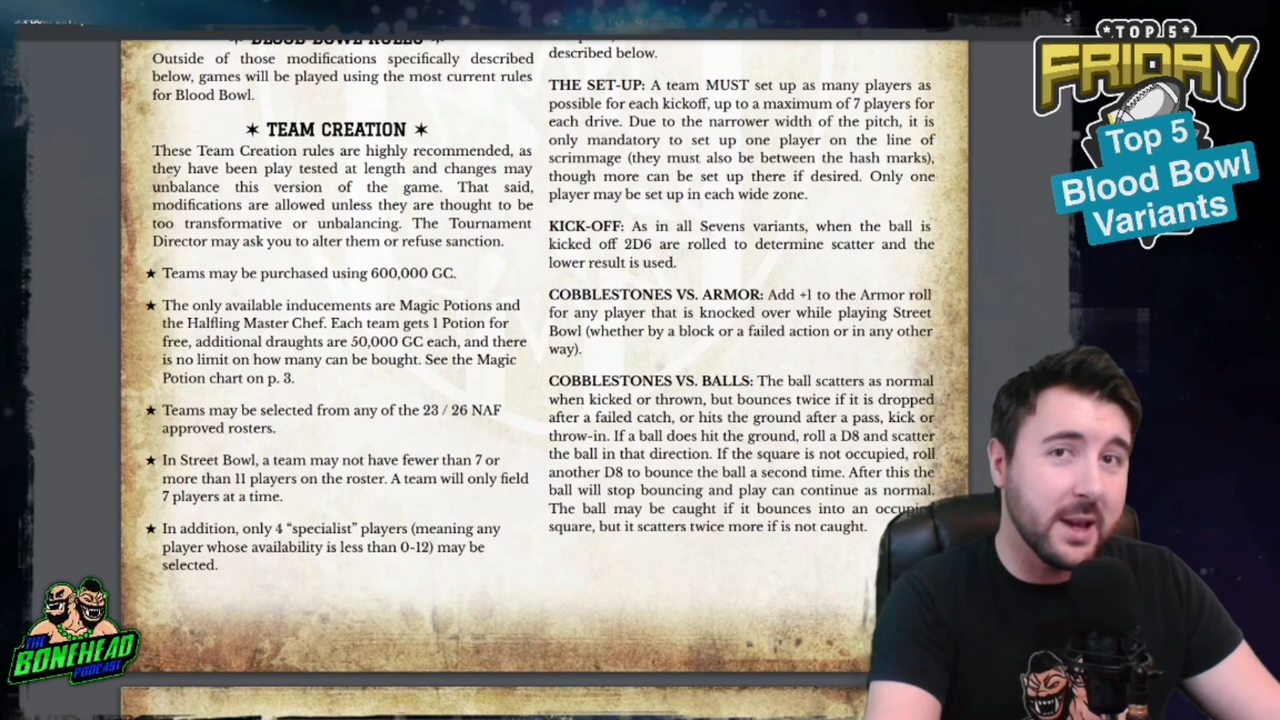 BLOOD BOWL RULES
Outside of those modifications specifically described
below, games will be played using the most current rules
for Blood Bowl.
✶ TEAM CREATION ✶
These Team Creation rules are highly recommended, as
they have been play tested at length and changes may
unbalance this version of the game. That said,
modifications are allowed unless they are thought to be
too transformative or unbalancing. The Tournament
Director may ask you to alter them or refuse sanction.
★ Teams may be purchased using 600,000 GC.
★ The only available inducements are Magic Potions and
the Halfling Master Chef. Each team gets 1 Potion for
free, additional draughts are 50,000 GC each, and there
is no limit on how many can be bought. See the Magic
Potion chart on p. 3.
★ Teams may be selected from any of the 23 / 26 NAF
approved rosters.
★ In Street Bowl, a team may not have fewer than 7 or
more than 11 players on the roster. A team will only field
7 players at a time.
★ In addition, only 4 “specialist” players (meaning any
player whose availability is less than 0-12) may be
selected.
described below.
THE SET-UP: A team MUST set up as many players as
possible for each kickoff, up to a maximum of 7 players for
each drive. Due to the narrower width of the pitch, it is
only mandatory to set up one player on the line of
scrimmage (they must also be between the hash marks),
though more can be set up there if desired. Only one
player may be set up in each wide zone.
KICK-OFF: As in all Sevens variants, when the ball is
kicked off 2D6 are rolled to determine scatter and the
lower result is used.
COBBLESTONES VS. ARMOR: Add +1 to the Armor roll
for any player that is knocked over while playing Street
Bowl (whether by a block or a failed action or in any other
way).
COBBLESTONES VS. BALLS: The ball scatters as normal
when kicked or thrown, but bounces twice if it is dropped
after a failed catch, or hits the ground after a pass, kick or
throw-in. If a ball does hit the ground, roll a D8 and scatter
the ball in that direction. If the square is not occupied, roll
another D8 to bounce the ball a second time. After this the
ball will stop bouncing and play can continue as normal.
The ball may be caught if it bounces into an occupied
square, but it scatters twice more if is not caught.
★TOP 5★
FRIDAY
Top 5
Blood Bowl
Variants
THE
BONEHEAD
PODCAST